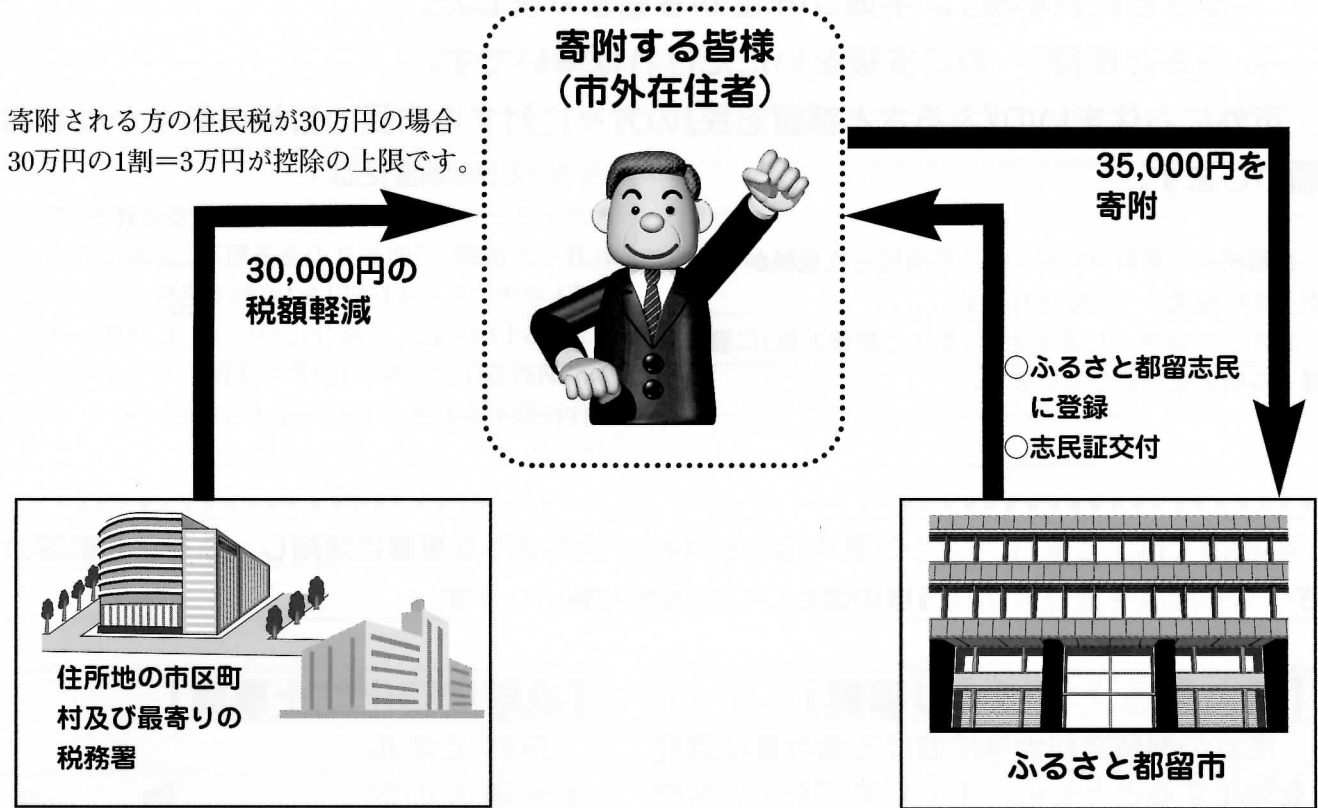 寄附する皆様
（市外在住者）
寄附される方の住民税が30万円の場合
30万円の1割＝3万円が控除の上限です。
35,000円を
寄附
30,000円の
税額軽減
○ふるさと都留志民
に登録
○志民証交付
住所地の市区町
村及び最寄りの
税務署
ふるさと都留市